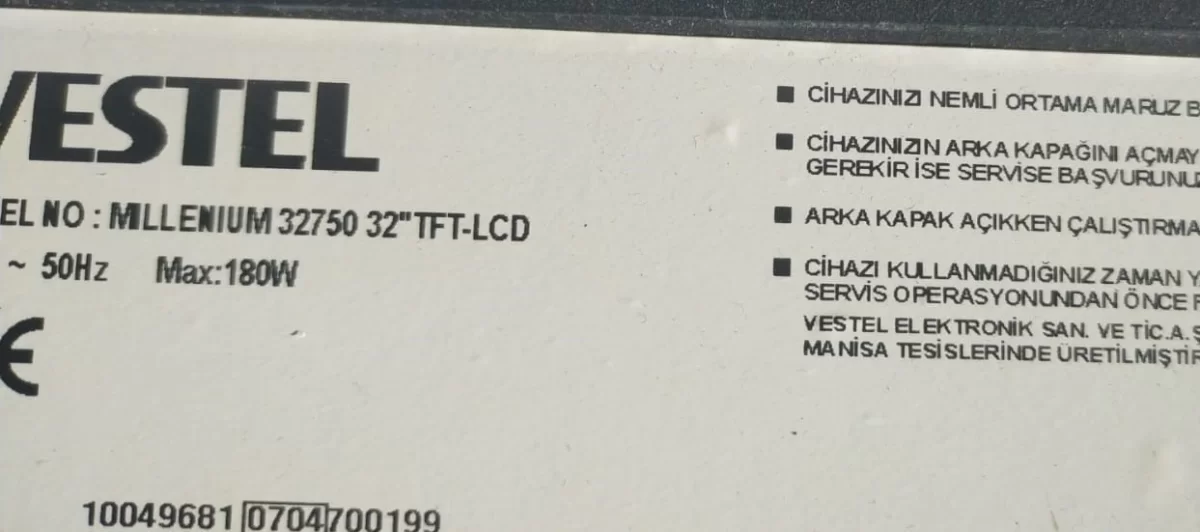 VESTEL
EL NO : MILLENIUM 32750 32" TFT-LCD
~ 50Hz Max:180W
CE
10049681 0704700199
■ CİHAZINIZI NEMLİ ORTAMA MARUZ B
■ CİHAZINIZIN ARKA KAPAĞINI AÇMAY
GEREKİR İSE SERVİSE BAŞVURUNU
■ ARKA KAPAK AÇIKKEN ÇALIŞTIRMA
■ CİHAZI KULLANMADIĞINIZ ZAMAN Y
SERVİS OPERASYONUNDAN ÖNCE F
VESTEL ELEKTRONİK SAN. VE TİC.A.Ş
MANİSA TESİSLERİNDE ÜRETİLMİŞTİR